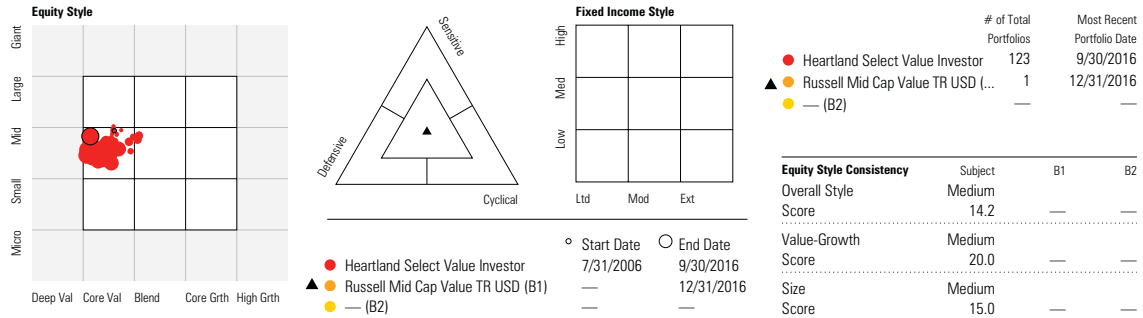 Equity Style
Giant
Large
Mid
Small
Micro
Deep Val Core Val Blend Core Grth High Grth
Sensitive
Defensive
Cyclical
Fixed Income Style
High
Med
Low
Ltd Mod Ext
Start Date End Date
Heartland Select Value Investor 7/31/2006 9/30/2016
Russell Mid Cap Value TR USD (B1) — 12/31/2016
— (B2) — —
# of Total Most Recent
Portfolios Portfolio Date
Heartland Select Value Investor 123 9/30/2016
Russell Mid Cap Value TR USD (... 1 12/31/2016
— (B2) — —
Equity Style Consistency Subject B1 B2
Overall Style Medium
Score 14.2 — —
Value-Growth Medium
Score 20.0 — —
Size Medium
Score 15.0 — —